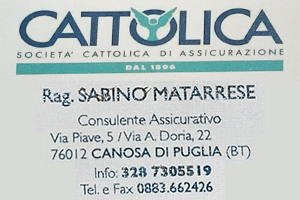 CATTOLICA
SOCIETÀ CATTOLICA DI ASSICURAZIONE
DAL 1896
Rag. SABINO MATARRESE
Consulente Assicurativo
Via Piave, 5 / Via A. Doria, 22
76012 CANOSA DI PUGLIA (BT)
Info: 328 7305519
Tel. e Fax 0883.662426